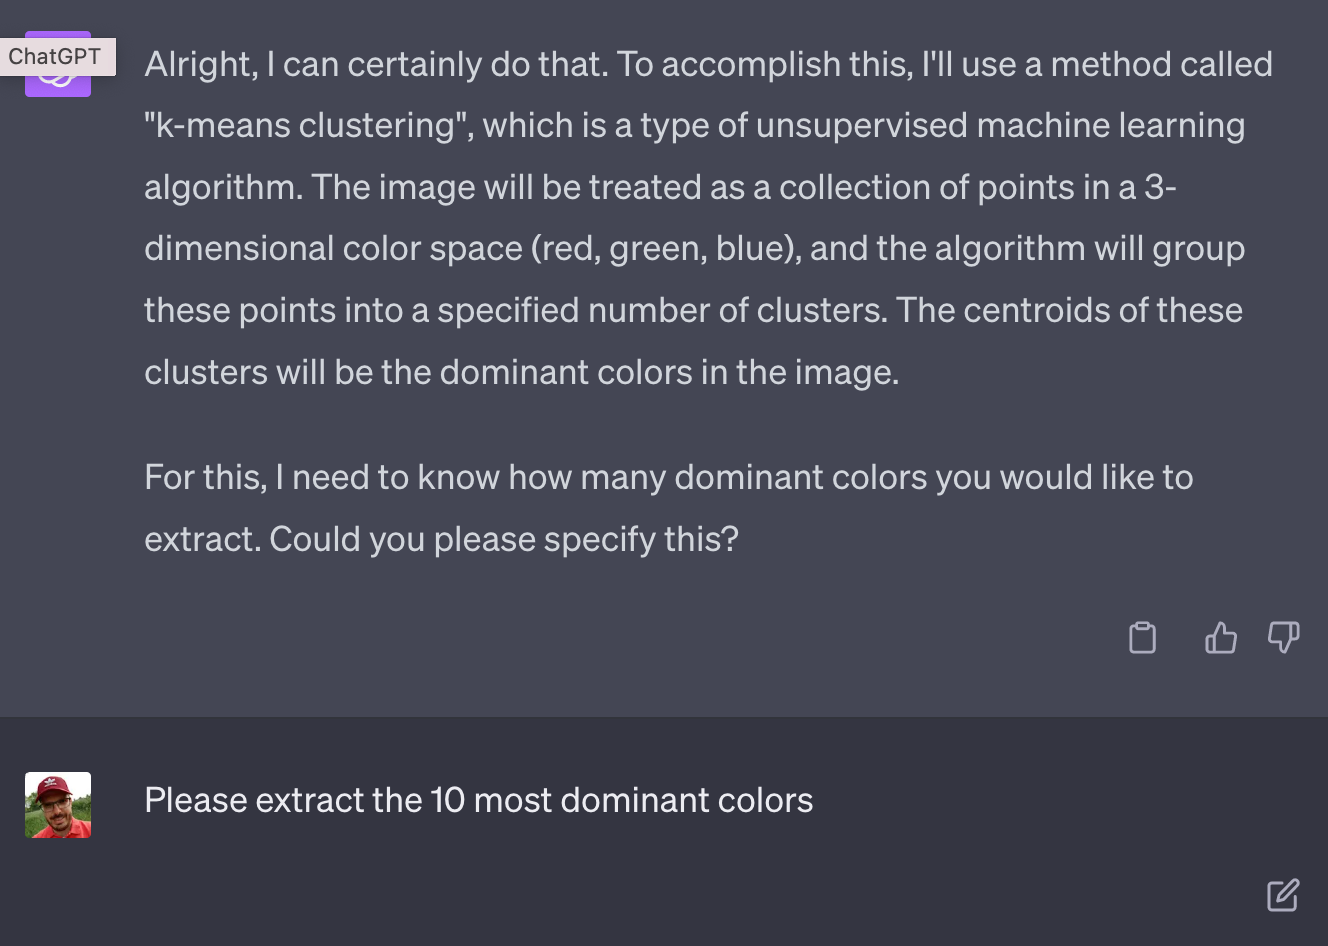 ChatGPT
Alright, I can certainly do that. To accomplish this, I'll use a method called
"k-means clustering", which is a type of unsupervised machine learning
algorithm. The image will be treated as a collection of points in a 3-
dimensional color space (red, green, blue), and the algorithm will group
these points into a specified number of clusters. The centroids of these
clusters will be the dominant colors in the image.
For this, I need to know how many dominant colors you would like to
extract. Could you please specify this?
Please extract the 10 most dominant colors